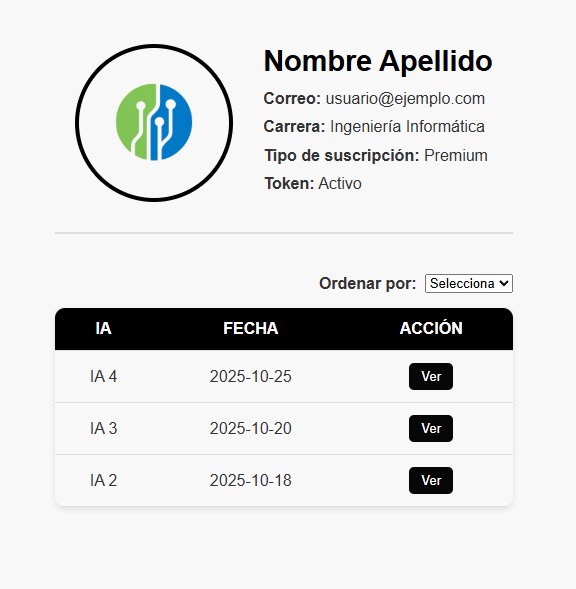 Nombre Apellido
Correo: usuario@ejemplo.com
Carrera: Ingeniería Informática
Tipo de suscripción: Premium
Token: Activo
Ordenar por: Selecciona
IA FECHA ACCIÓN
IA 4 2025-10-25 Ver
IA 3 2025-10-20 Ver
IA 2 2025-10-18 Ver